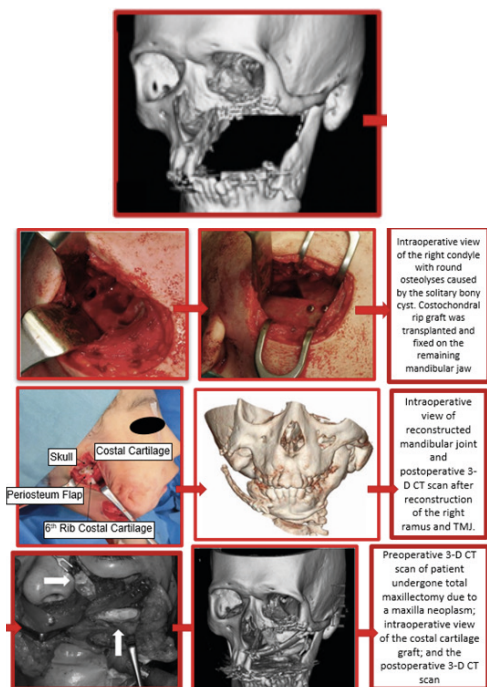 Intraoperative view
of the right condyle
with round
osteolyses caused by
the solitary bony
cyst. Costochondral
rip graft was
transplanted and
fixed on the
remaining
mandibular jaw
Skull
Costal Cartilage
Periosteum Flap
6th Rib Costal Cartilage
Intraoperative
view of
reconstructed
mandibular joint
and
postoperative 3-
D CT scan after
reconstruction of
the right
ramus and TMJ.
Preoperative 3-D CT
scan of patient
undergone total
maxillectomy due to
a maxilla neoplasm;
intraoperative view
of the costal cartilage
graft; and the
postoperative 3-D CT
scan